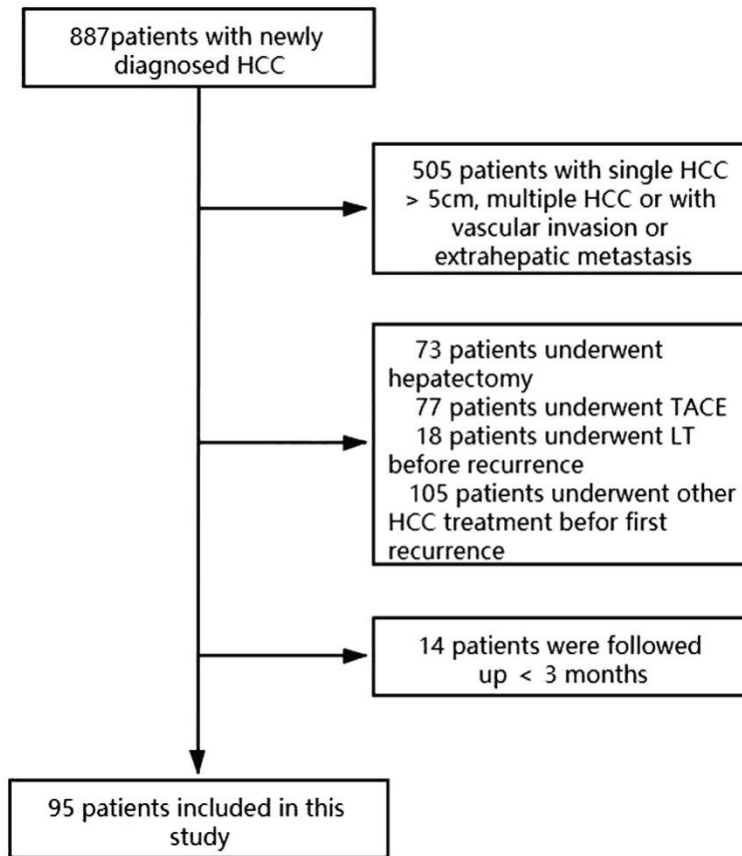 887patients with newly
diagnosed HCC
505 patients with single HCC
> 5cm, multiple HCC or with
vascular invasion or
extrahepatic metastasis
73 patients underwent
hepatectomy
77 patients underwent TACE
18 patients underwent LT
before recurrence
105 patients underwent other
HCC treatment befor first
recurrence
14 patients were followed
up < 3 months
95 patients included in this
study